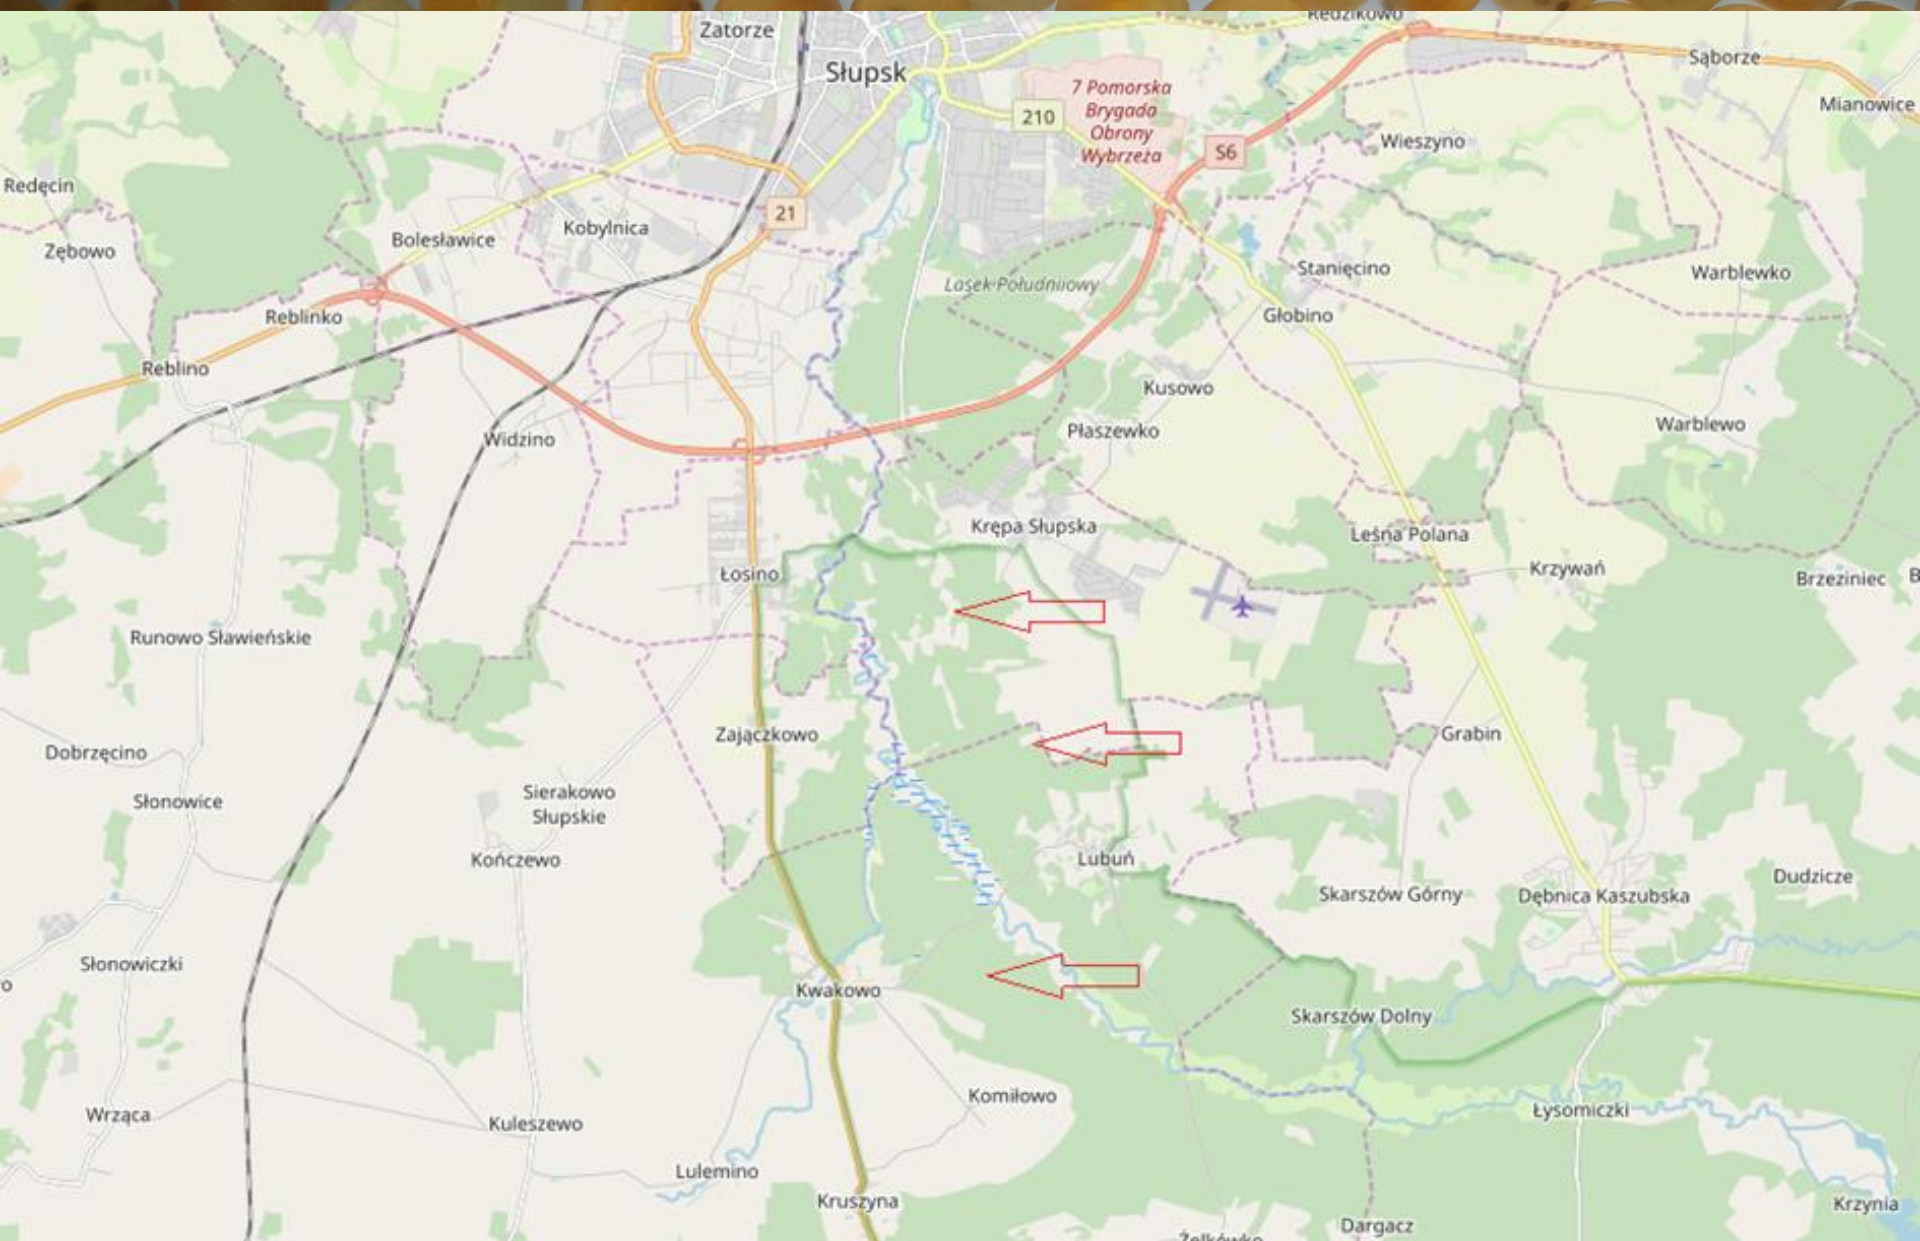 Redzikowo
Zatorze
Sąborze
Słupsk
7 Pomorska
Brygada
Obrony
Wybrzeża
Mianowice
210
Wieszyno
S6
Redęcin
21
Kobylnica
Bolesławice
Zębowo
Stanięcino
Warblewko
Lasek Południowy
Reblinko
Głobino
Reblino
Kusowo
Warblewo
Płaszewko
Widzino
Krępa Słupska
Leśna Polana
Łosino
Krzywań
Brzeziniec
B
Runowo Sławieńskie
Zajączkowo
Grabin
Dobrzęcino
Sierakowo
Słupskie
Słonowice
Kończewo
Lubuń
Skarszów Górny
Dębnica Kaszubska
Dudzicze
Słonowiczki
o
Kwakowo
Skarszów Dolny
Komiłowo
Łysomiczki
Wrząca
Kuleszewo
Lulemino
Kruszyna
Krzynia
Dargacz
Żelkówko